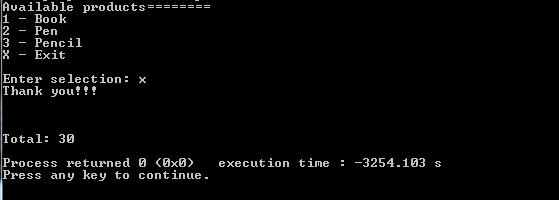 Available products========
1 - Book
2 - Pen
3 - Pencil
X - Exit
Enter selection: x
Thank you!!!
Total: 30
Process returned 0 (0x0)   execution time : -3254.103 s
Press any key to continue.